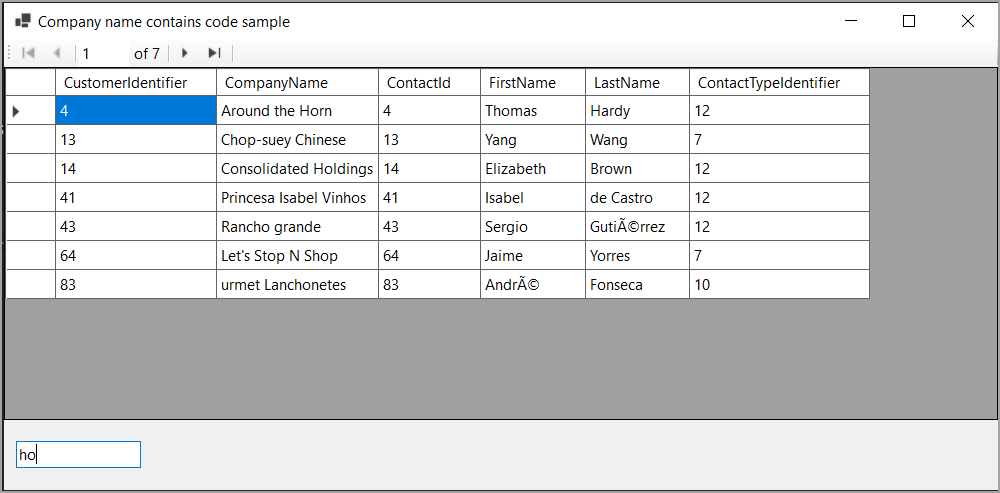 Company name contains code sample
1 of 7
CustomerIdentifier CompanyName ContactId FirstName LastName ContactTypeIdentifier
4 Around the Horn 4 Thomas Hardy 12
13 Chop-suey Chinese 13 Yang Wang 7
14 Consolidated Holdings 14 Elizabeth Brown 12
41 Princesa Isabel Vinhos 41 Isabel de Castro 12
43 Rancho grande 43 Sergio GutiÃ©rrez 12
64 Let's Stop N Shop 64 Jaime Yorres 7
83 urmet Lanchonetes 83 AndrÃ© Fonseca 10
ho